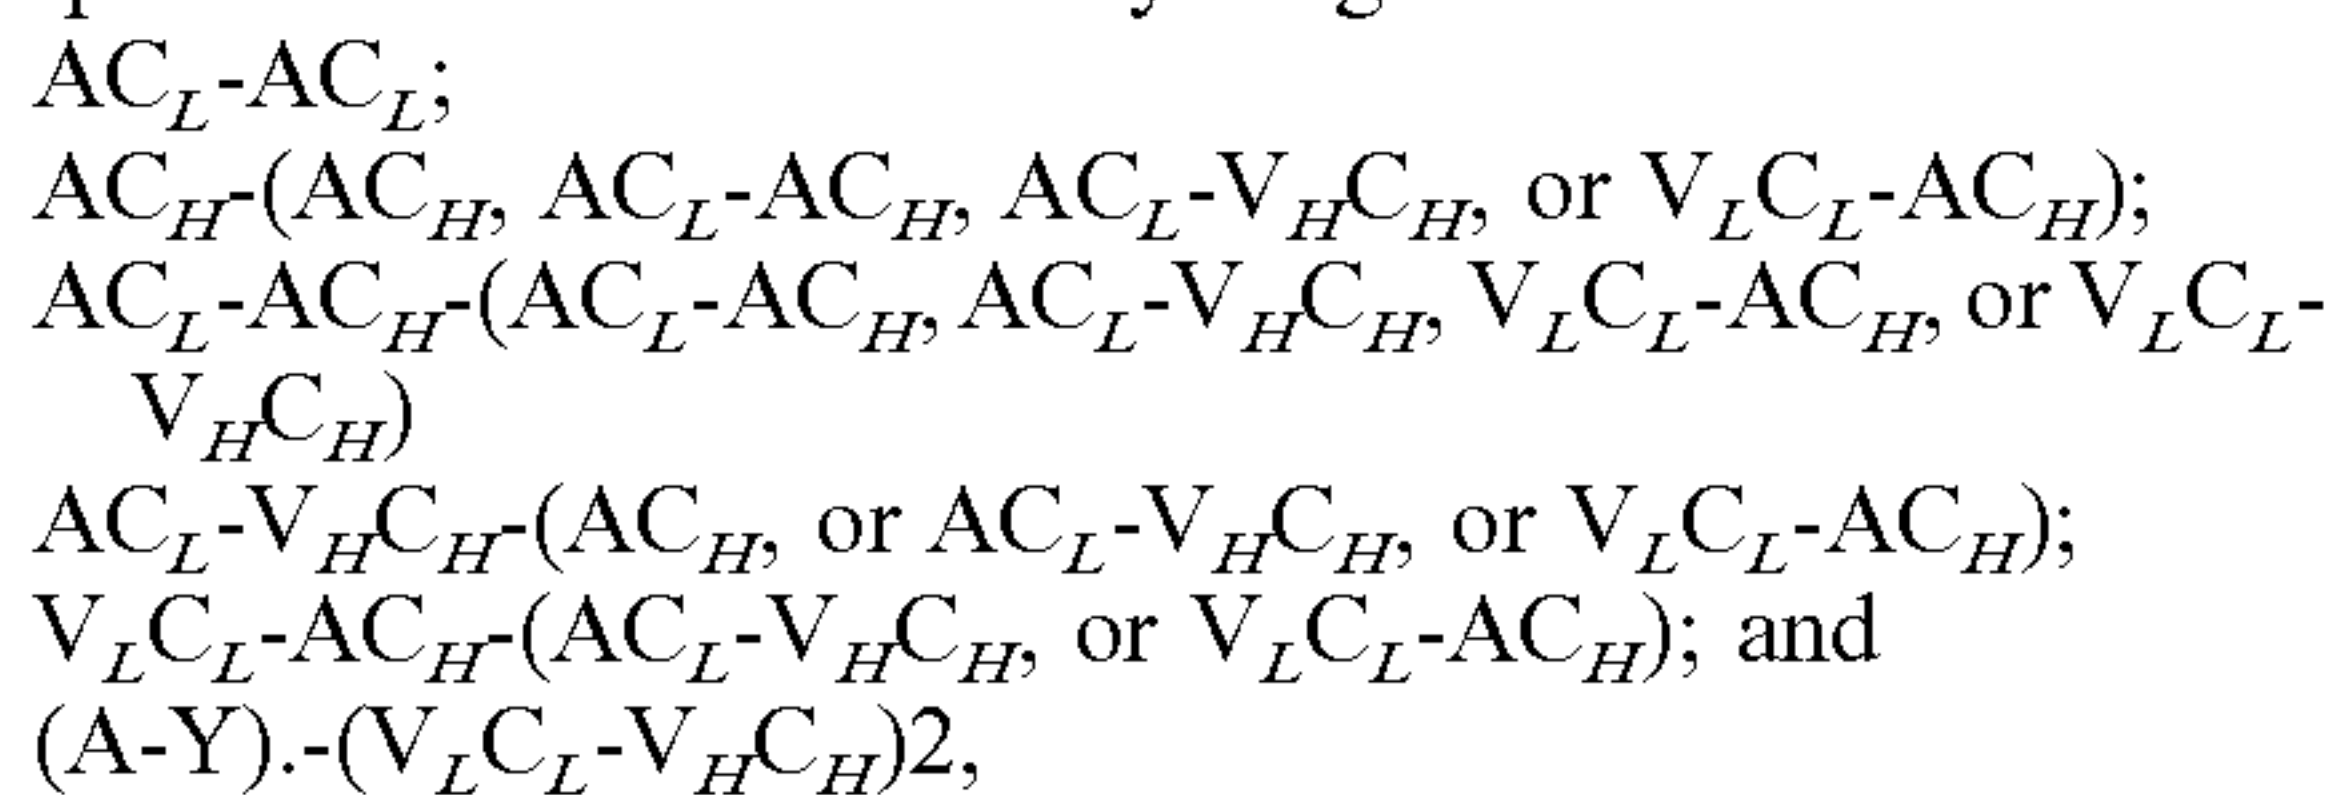 AC_L-AC_L;
AC_H-(AC_H, AC_L-AC_H, AC_L-V_HC_H, or V_LC_L-AC_H);
AC_L-AC_H-(AC_L-AC_H, AC_L-V_HC_H, V_LC_L-AC_H, or V_LC_L-
V_HC_H)
AC_L-V_HC_H-(AC_H, or AC_L-V_HC_H, or V_LC_L-AC_H);
V_LC_L-AC_H-(AC_L-V_HC_H, or V_LC_L-AC_H); and
(A-Y).-(V_LC_L-V_HC_H)2,